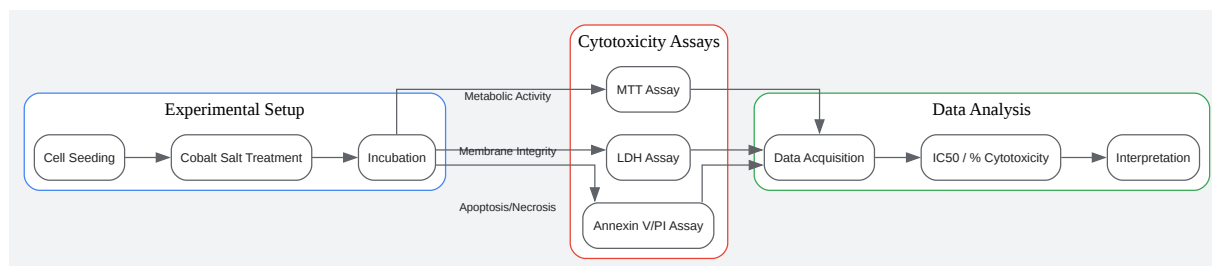 Experimental Setup
Cell Seeding
Cobalt Salt Treatment
Incubation
Metabolic Activity
Membrane Integrity
Apoptosis/Necrosis
Cytotoxicity Assays
MTT Assay
LDH Assay
Annexin V/PI Assay
Data Analysis
Data Acquisition
IC50 / % Cytotoxicity
Interpretation